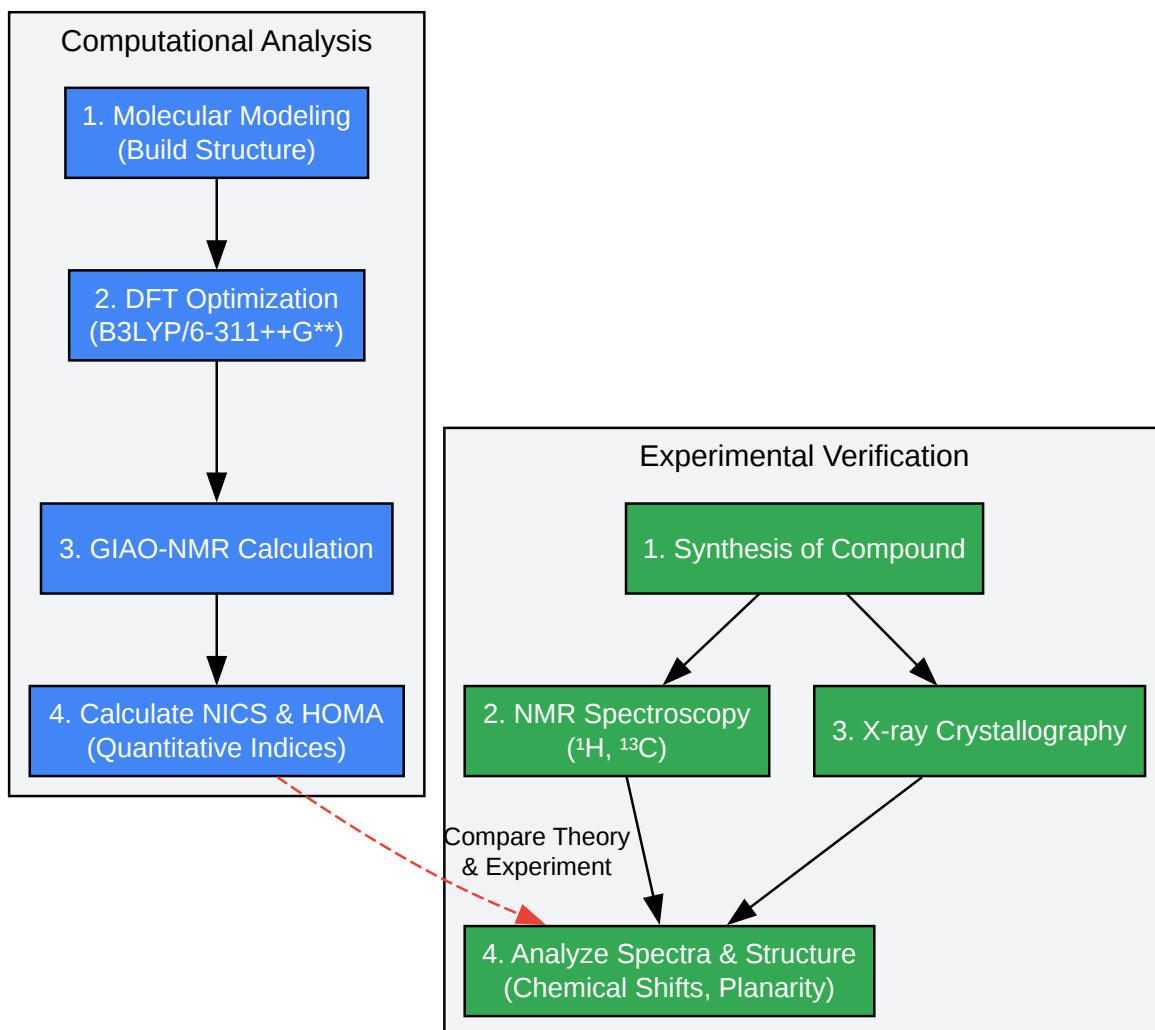 Computational Analysis
1. Molecular Modeling
(Build Structure)
2. DFT Optimization
(B3LYP/6-311++G**)
3. GIAO-NMR Calculation
4. Calculate NICS & HOMA
(Quantitative Indices)
Experimental Verification
1. Synthesis of Compound
2. NMR Spectroscopy
(¹H, ¹³C)
3. X-ray Crystallography
Compare Theory
& Experiment
4. Analyze Spectra & Structure
(Chemical Shifts, Planarity)